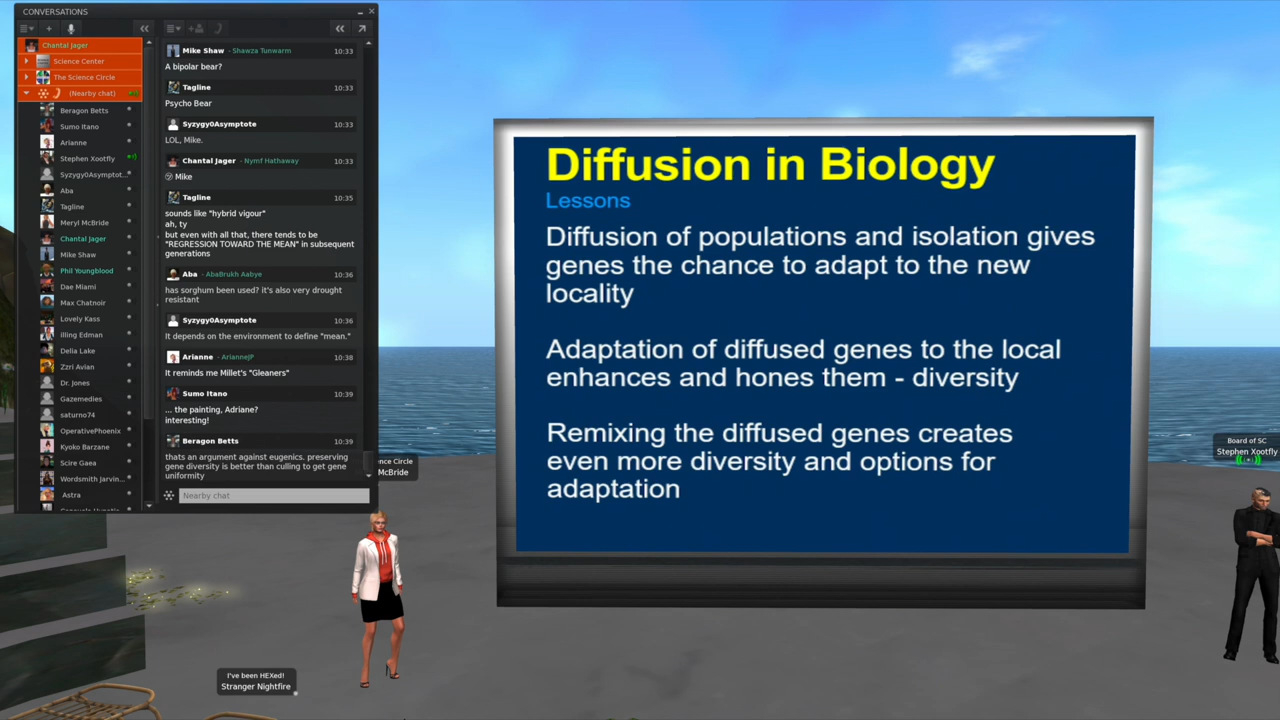 CONVERSATIONS
Chantal Jager
Science Center
The Science Circle
(Nearby chat)
Beragon Betts
Sumo Itano
Arianne
Stephen Xootfly
Syzygy0Asymptot...
Aba
Tagline
Meryl McBride
Chantal Jager
Mike Shaw
Phil Youngblood
Dae Miami
Max Chatnoir
Lovely Kass
Illing Edman
Delia Lake
Zzri Avian
Dr. Jones
Gazemedies
saturno74
OperativePhoenix
Kyoko Barzane
Scire Gaea
Wordsmith Jarvin...
Astra
Mike Shaw - Shawza Tunwarm 10:33
A bipolar bear?
Tagline 10:33
Psycho Bear
Syzygy0Asymptote 10:33
LOL, Mike.
Chantal Jager - Nymf Hathaway 10:33
Mike
Tagline 10:35
sounds like "hybrid vigour"
ah, ty
but even with all that, there tends to be
"REGRESSION TOWARD THE MEAN" in subsequent
generations
Aba - AbaBrukh Aabye 10:36
has sorghum been used? it's also very drought
resistant
Syzygy0Asymptote 10:36
It depends on the environment to define "mean."
Arianne - ArianneJP 10:38
It reminds me Millet's "Gleaners"
Sumo Itano 10:39
... the painting, Adriane?
interesting!
Beragon Betts 10:39
thats an argument against eugenics. preserving
gene diversity is better than culling to get gene
uniformity
Nearby chat
Diffusion in Biology
Lessons
Diffusion of populations and isolation gives
genes the chance to adapt to the new
locality
Adaptation of diffused genes to the local
enhances and hones them - diversity
Remixing the diffused genes creates
even more diversity and options for
adaptation
ence Circle
McBride
Board of SC
Stephen Xootfly
I've been HEXed!
Stranger Nightfire